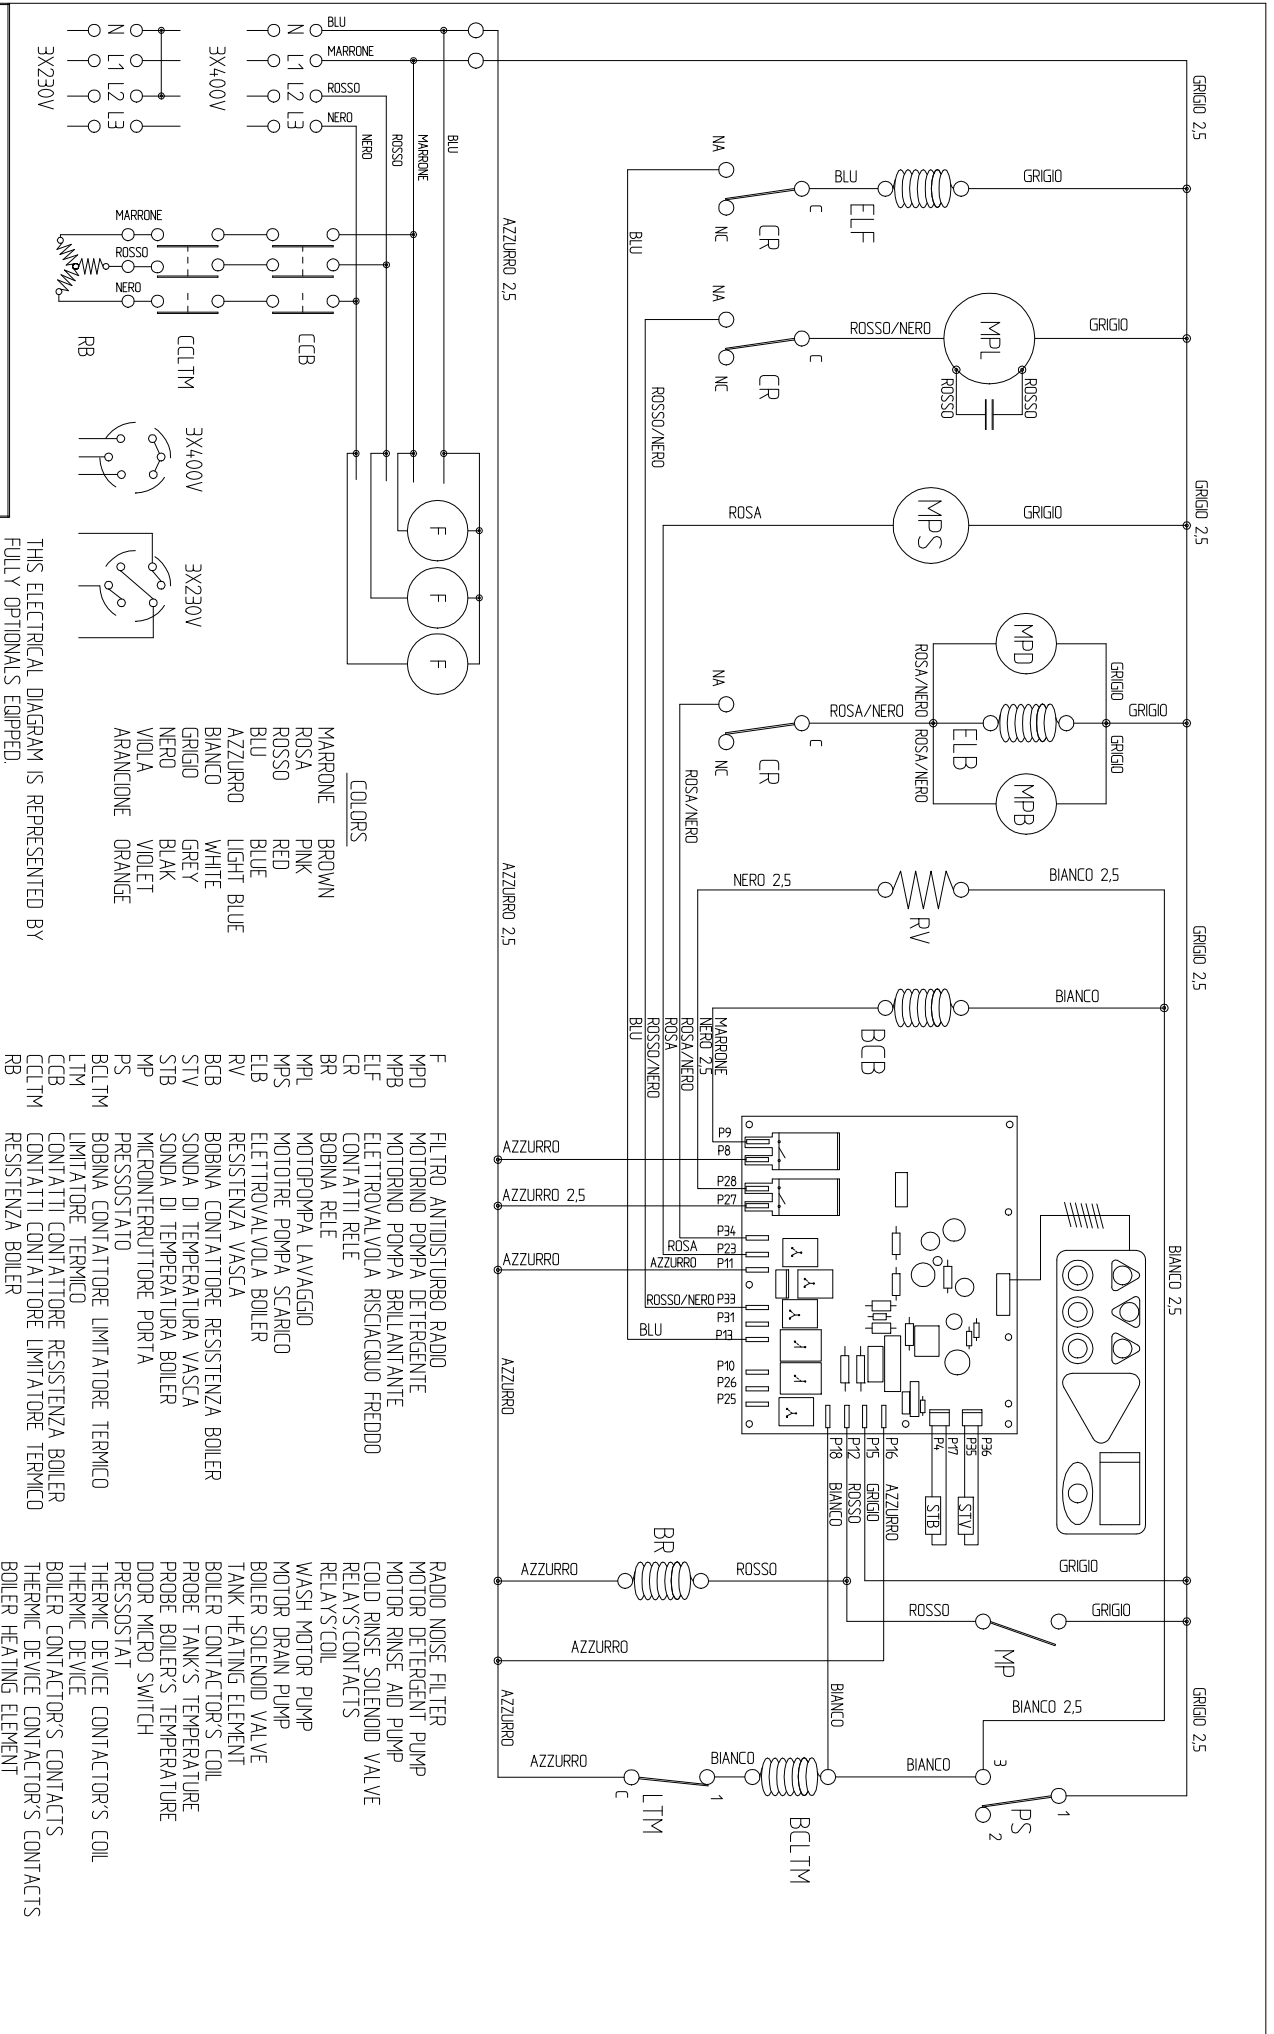 GRIGIO 2,5
GRIGIO 2,5
GRIGIO 2,5
GRIGIO 2,5
BIANCO 2,5
GRIGIO
GRIGIO
GRIGIO
GRIGIO
GRIGIO
GRIGIO
BIANCO 2,5
BIANCO
GRIGIO
GRIGIO
BIANCO 2,5
ELF
MPL
ROSSO
ROSSO
MPS
MPD
ELB
MPB
RV
BCB
BLU
ROSSO/NERO
ROSA
ROSA/NERO
ROSA/NERO
ROSA/NERO
NERO 2,5
C
NA
NC
CR
C
NA
NC
CR
C
NA
NC
CR
BLU
ROSSO/NERO
ROSA/NERO
MARRONE
NERO 2,5
ROSA/NERO
ROSA
ROSSO/NERO
BLU
P9
P8
P28
P27
P34
P23
P11
P33
P31
P13
P10
P26
P25
ROSA
AZZURRO
ROSSO/NERO
BLU
P18
P12
P15
P16
P4
P17
P35
P36
BIANCO
ROSSO
GRIGIO
AZZURRO
STB
STV
ROSSO
MP
BR
ROSSO
AZZURRO
AZZURRO
BIANCO
BIANCO
3
1
2
PS
BCLTM
BIANCO
1
C
LTM
AZZURRO
AZZURRO
AZZURRO 2,5
AZZURRO
AZZURRO 2,5
AZZURRO 2,5
AZZURRO
AZZURRO
BLU
MARRONE
ROSSO
NERO
N L1 L2 L3
3X400V
N L1 L2 L3
3X230V
BLU
MARRONE
ROSSO
NERO
MARRONE
ROSSO
NERO
CCB
CCLTM
RB
3X400V
3X230V
F
F
F
COLORS
MARRONE BROWN
ROSA PINK
ROSSO RED
BLU BLUE
AZZURRO LIGHT BLUE
BIANCO WHITE
GRIGIO GREY
NERO BLAK
VIOLA VIOLET
ARANCIONE ORANGE
THIS ELECTRICAL DIAGRAM IS REPRESENTED BY
FULLY OPTIONALS EQIPPED.
F FILTRO ANTIDISTURBO RADIO RADIO NOISE FILTER
MPD MOTORINO POMPA DETERGENTE MOTOR DETERGENT PUMP
MPB MOTORINO POMPA BRILLANTANTE MOTOR RINSE AID PUMP
ELF ELETTROVALVOLA RISCIACQUO FREDDO COLD RINSE SOLENOID VALVE
CR CONTATTI RELE RELAYS'CONTACTS
BR BOBINA RELE RELAYS'COIL
MPL MOTOPOMPA LAVAGGIO WASH MOTOR PUMP
MPS MOTOTRE POMPA SCARICO MOTOR DRAIN PUMP
ELB ELETTROVALVOLA BOILER BOILER SOLENOID VALVE
RV RESISTENZA VASCA TANK HEATING ELEMENT
BCB BOBINA CONTATTORE RESISTENZA BOILER BOILER CONTACTOR'S COIL
STV SONDA DI TEMPERATURA VASCA PROBE TANK'S TEMPERATURE
STB SONDA DI TEMPERATURA BOILER PROBE BOILER'S TEMPERATURE
MP MICROINTERRUTTORE PORTA DOOR MICRO SWITCH
PS PRESSOSTATO PRESSOSTAT
BCLTM BOBINA CONTATTORE LIMITATORE TERMICO THERMIC DEVICE CONTACTOR'S COIL
LTM LIMITATORE TERMICO THERMIC DEVICE
CCB CONTATTI CONTATTORE RESISTENZA BOILER BOILER CONTACTOR'S CONTACTS
CCLTM CONTATTI CONTATTORE LIMITATORE TERMICO THERMIC DEVICE CONTACTOR'S CONTACTS
RB RESISTENZA BOILER BOILER HEATING ELEMENT